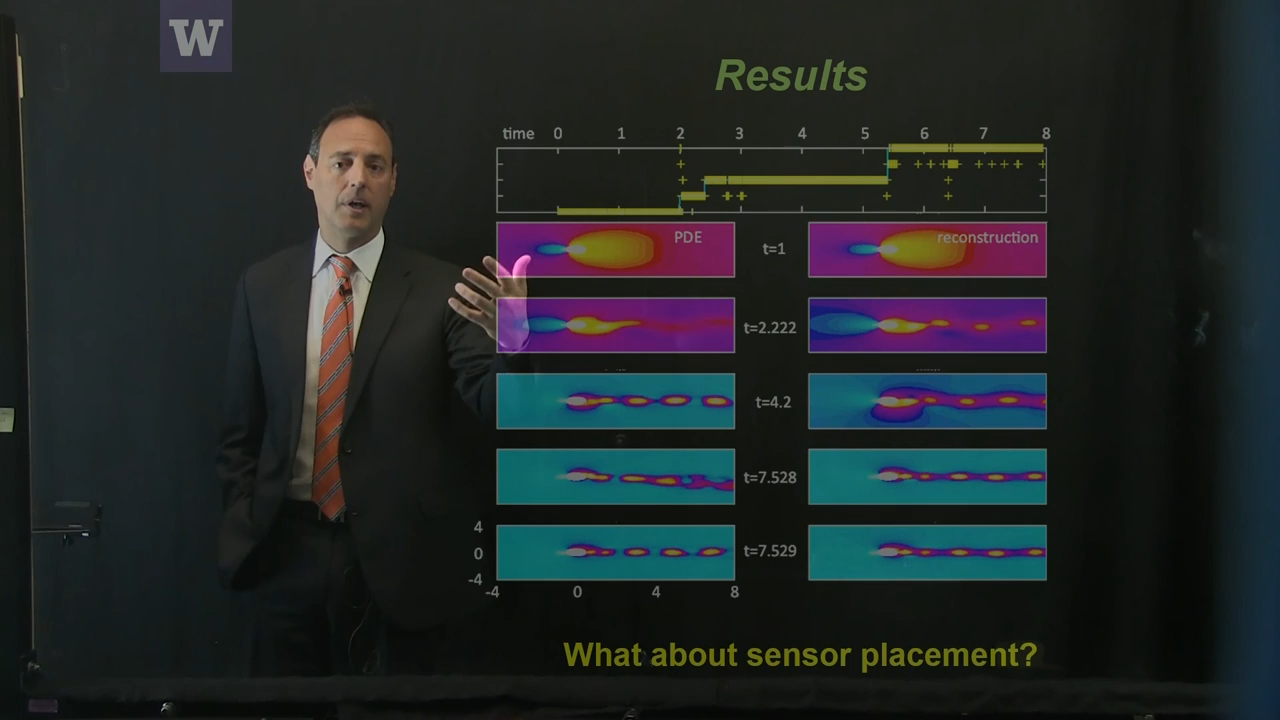 W
Results
time 0 1 2 3 4 5 6 7 8
PDE t=1 reconstruction
t=2.222
t=4.2
t=7.528
4
0 t=7.529
-4
-4 0 4 8
What about sensor placement?